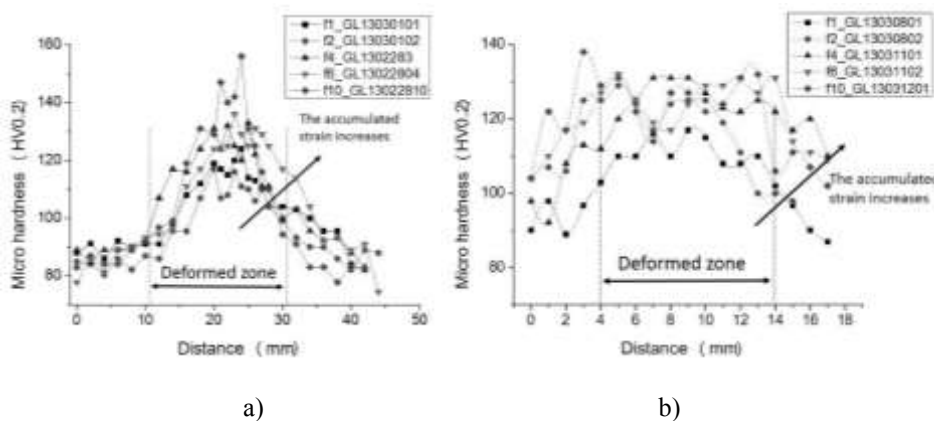 f1_GL13030101
f2_GL13030102
f4_GL1302283
f6_GL13022804
f10_GL13022810
The accumulated
strain increases
Deformed zone
Micro hardness (HV0.2)
160
140
120
100
80
0
10
20
30
40
50
Distance (mm)
a)
f1_GL13030801
f2_GL13030802
f4_GL13031101
f6_GL13031102
f10_GL13031201
The accumulated
strain increases
Deformed zone
Micro hardness (HV0.2)
140
120
100
80
0
2
4
6
8
10
12
14
16
18
Distance (mm)
b)